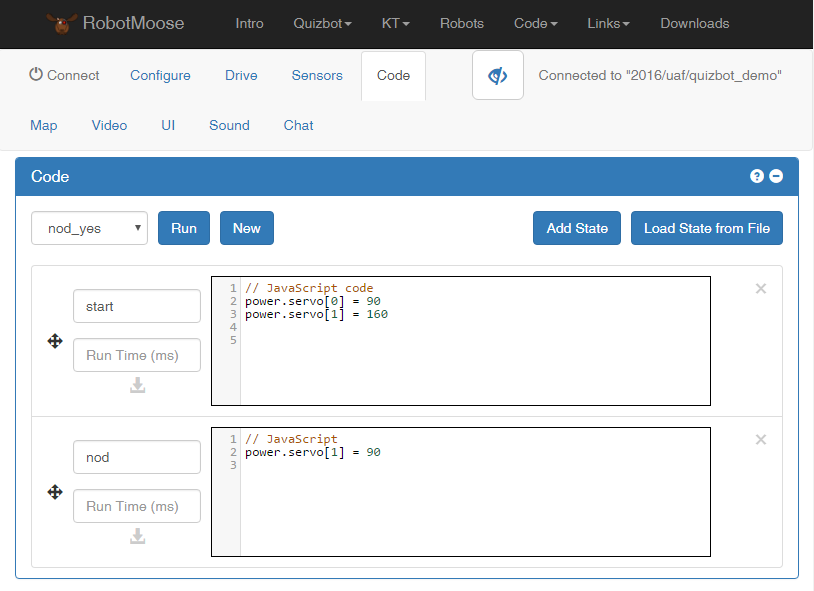 RobotMoose Intro Quizbot KT Robots Code Links Downloads
Connect Configure Drive Sensors Code Connected to "2016/uaf/quizbot_demo"
Map Video UI Sound Chat
Code
nod_yes Run New Add State Load State from File
start
Run Time (ms)
1 // JavaScript code
2 power.servo[0] = 90
3 power.servo[1] = 160
4
5
nod
Run Time (ms)
1 // JavaScript
2 power.servo[1] = 90
3